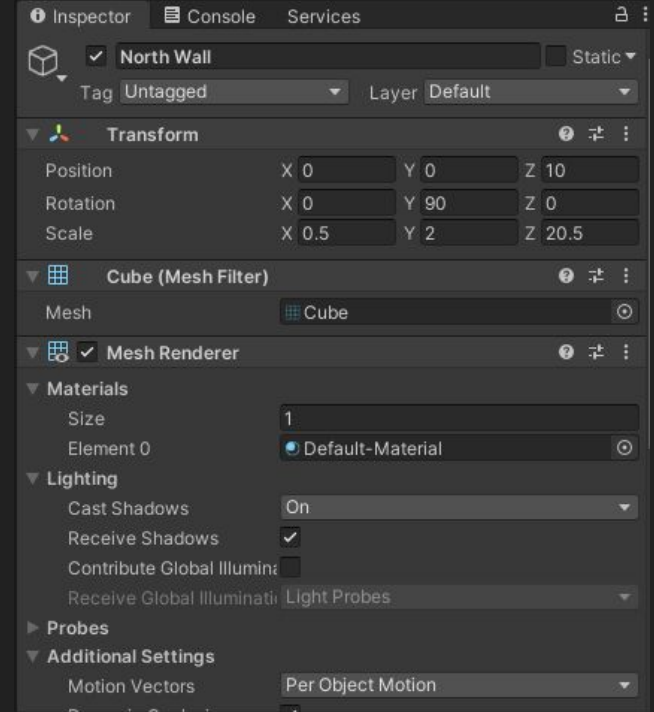 Inspector Console Services
North Wall Static
Tag Untagged Layer Default
Transform
Position X 0 Y 0 Z 10
Rotation X 0 Y 90 Z 0
Scale X 0.5 Y 2 Z 20.5
Cube (Mesh Filter)
Mesh Cube
Mesh Renderer
Materials
Size 1
Element 0 Default-Material
Lighting
Cast Shadows On
Receive Shadows
Contribute Global Illumina
Receive Global Illuminati Light Probes
Probes
Additional Settings
Motion Vectors Per Object Motion